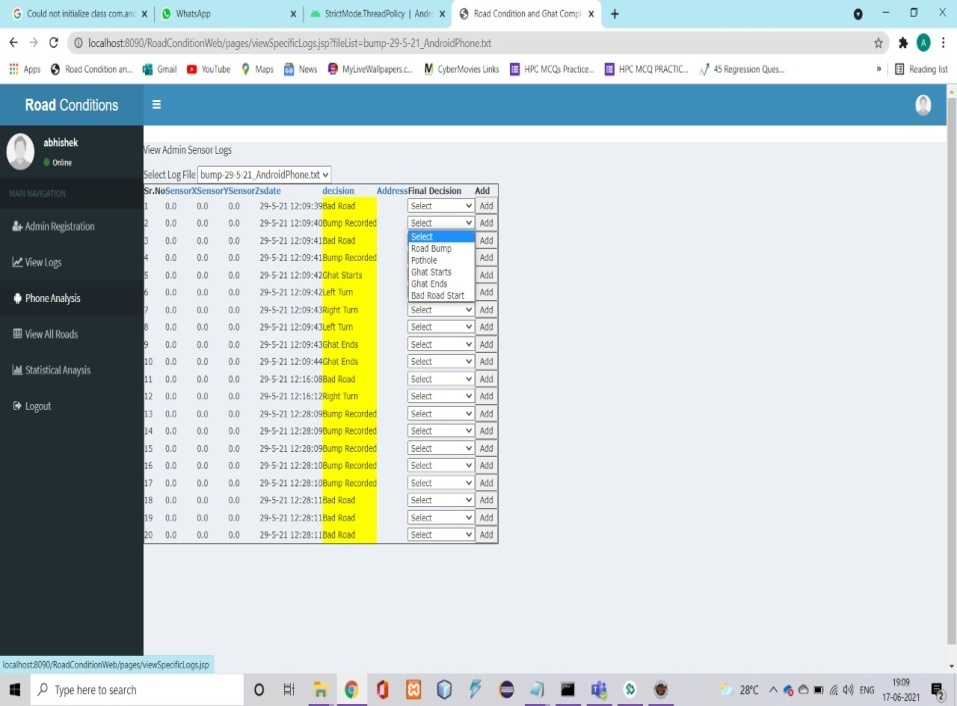 Could not initialize class com.anc × WhatsApp × StrictMode.ThreadPolicy | Andro × Road Condition and Ghat Compl × +
localhost:8090/RoadConditionWeb/pages/viewSpecificLogs.jsp?fileList=bump-29-5-21_AndroidPhone.txt A
Apps Road Condition an... Gmail YouTube Maps News MyLiveWallpapers.c... CyberMovies Links HPC MCQs Practice... HPC MCQ PRACTIC... 45 Regression Ques... » Reading list
Road Conditions
abhishek
Online
MAIN NAVIGATION
Admin Registration
View Logs
Phone Analysis
View All Roads
Statistical Anaysis
Logout
View Admin Sensor Logs
Select Log File bump-29-5-21_AndroidPhone.txt
Sr.No SensorX SensorY SensorZ sdate decision Address Final Decision Add
1 0.0 0.0 0.0 29-5-21 12:09:39 Bad Road Select Add
2 0.0 0.0 0.0 29-5-21 12:09:40 Bump Recorded Select Add
3 0.0 0.0 0.0 29-5-21 12:09:41 Bad Road Add
4 0.0 0.0 0.0 29-5-21 12:09:41 Bump Recorded Add
5 0.0 0.0 0.0 29-5-21 12:09:42 Ghat Starts Add
6 0.0 0.0 0.0 29-5-21 12:09:42 Left Turn Add
Select
Road Bump
Pothole
Ghat Starts
Ghat Ends
Bad Road Start
7 0.0 0.0 0.0 29-5-21 12:09:43 Right Turn Select Add
8 0.0 0.0 0.0 29-5-21 12:09:43 Left Turn Select Add
9 0.0 0.0 0.0 29-5-21 12:09:43 Ghat Ends Select Add
10 0.0 0.0 0.0 29-5-21 12:09:44 Ghat Ends Select Add
11 0.0 0.0 0.0 29-5-21 12:16:08 Bad Road Select Add
12 0.0 0.0 0.0 29-5-21 12:16:12 Right Turn Select Add
13 0.0 0.0 0.0 29-5-21 12:28:09 Bump Recorded Select Add
14 0.0 0.0 0.0 29-5-21 12:28:09 Bump Recorded Select Add
15 0.0 0.0 0.0 29-5-21 12:28:09 Bump Recorded Select Add
16 0.0 0.0 0.0 29-5-21 12:28:10 Bump Recorded Select Add
17 0.0 0.0 0.0 29-5-21 12:28:10 Bump Recorded Select Add
18 0.0 0.0 0.0 29-5-21 12:28:11 Bad Road Select Add
19 0.0 0.0 0.0 29-5-21 12:28:11 Bad Road Select Add
20 0.0 0.0 0.0 29-5-21 12:28:11 Bad Road Select Add
localhost:8090/RoadConditionWeb/pages/viewSpecificLogs.jsp
Type here to search 28°C ENG 19:09
17-06-2021 2